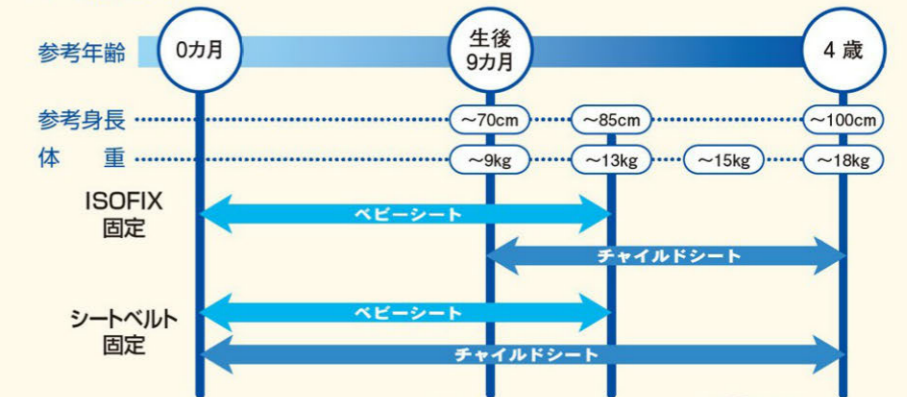 参考年齢
0カ月
生後
9カ月
4歳
参考身長
～70cm
～85cm
～100cm
体 重
～9kg
～13kg
～15kg
～18kg
ISOFIX
固定
ベビーシート
チャイルドシート
シートベルト
固定
ベビーシート
チャイルドシート